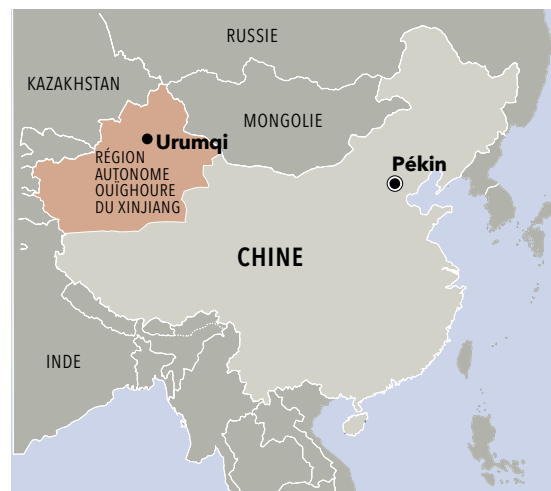 RUSSIE
KAZAKHSTAN
MONGOLIE
Urumqi
RÉGION
AUTONOME
OUÏGHOURE
DU XINJIANG
Pékin
CHINE
INDE